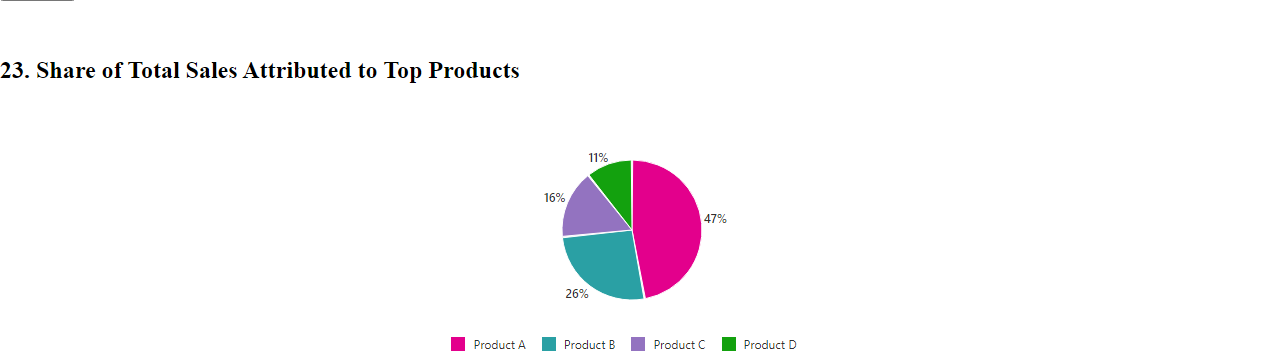 23. Share of Total Sales Attributed to Top Products
11%
16%
47%
26%
Product A
Product B
Product C
Product D